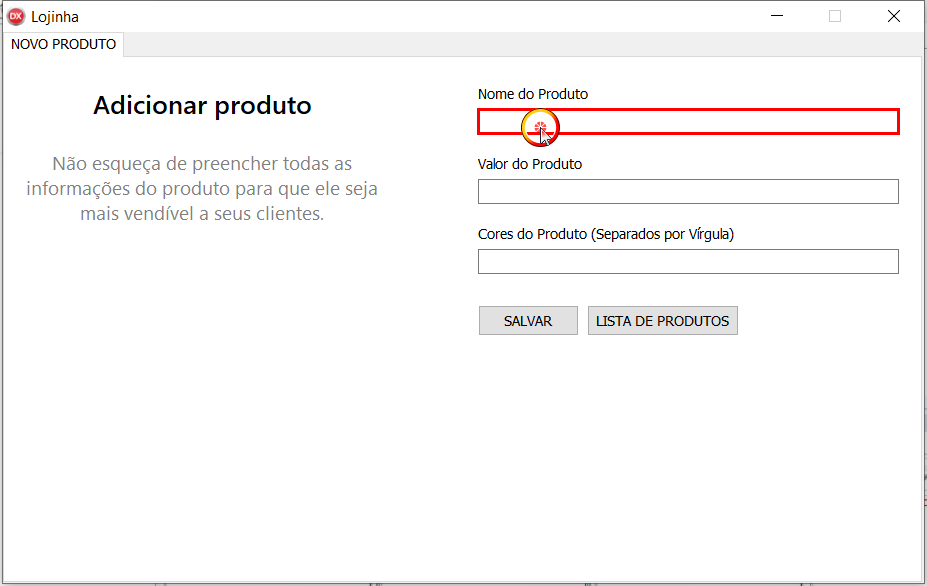 DX Lojinha
NOVO PRODUTO
Adicionar produto
Não esqueça de preencher todas as
informações do produto para que ele seja
mais vendível a seus clientes.
Nome do Produto
Valor do Produto
Cores do Produto (Separados por Vírgula)
SALVAR
LISTA DE PRODUTOS